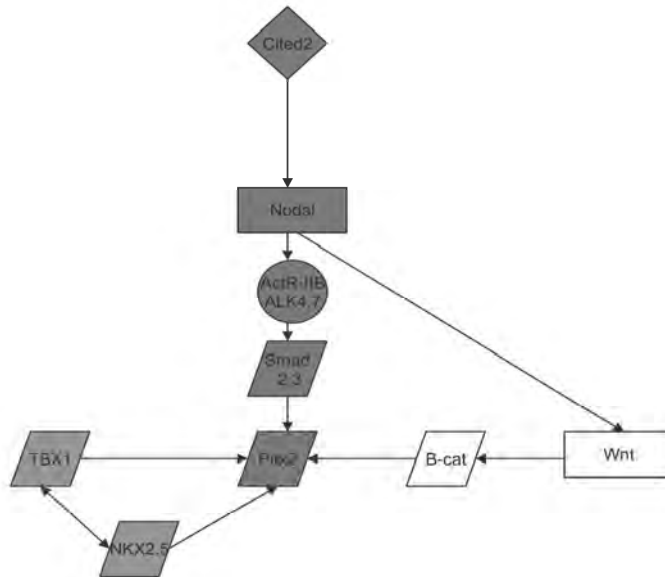 Cited2
Nodal
ActR-IIB
ALK4,7
Smad
2,3
TBX1
Pitx2
B-cat
Wnt
NKX2.5